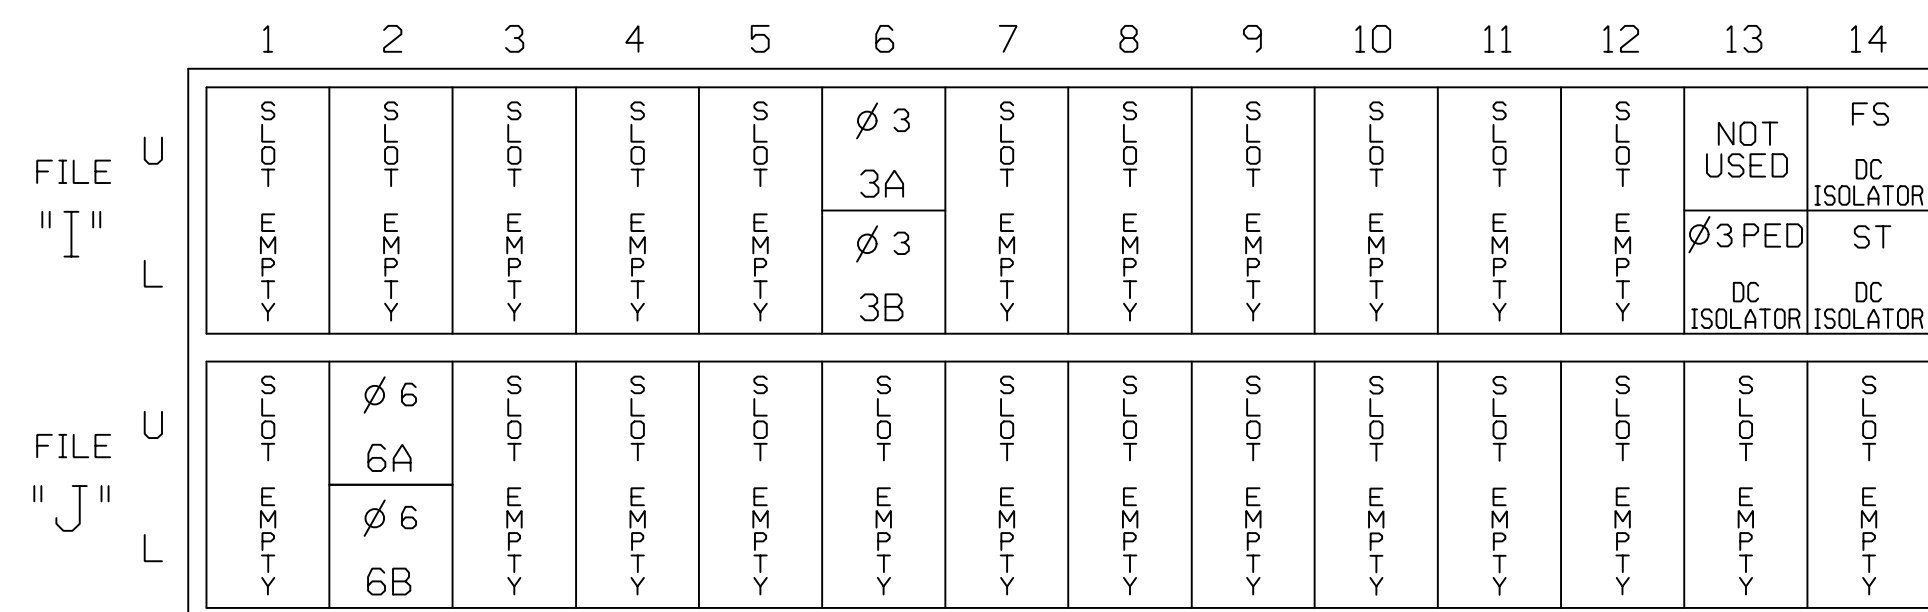 1 2 3 4 5 6 7 8 9 10 11 12 13 14
FILE "I"
U
L
SLOT EMPTY
SLOT EMPTY
SLOT EMPTY
SLOT EMPTY
SLOT EMPTY
Ø 3
3A
Ø 3
3B
SLOT EMPTY
SLOT EMPTY
SLOT EMPTY
SLOT EMPTY
SLOT EMPTY
SLOT EMPTY
NOT
USED
Ø3 PED
DC
ISOLATOR
FS
DC
ISOLATOR
ST
DC
ISOLATOR
FILE "J"
U
L
SLOT EMPTY
Ø 6
6A
Ø 6
6B
SLOT EMPTY
SLOT EMPTY
SLOT EMPTY
SLOT EMPTY
SLOT EMPTY
SLOT EMPTY
SLOT EMPTY
SLOT EMPTY
SLOT EMPTY
SLOT EMPTY
SLOT EMPTY
SLOT EMPTY